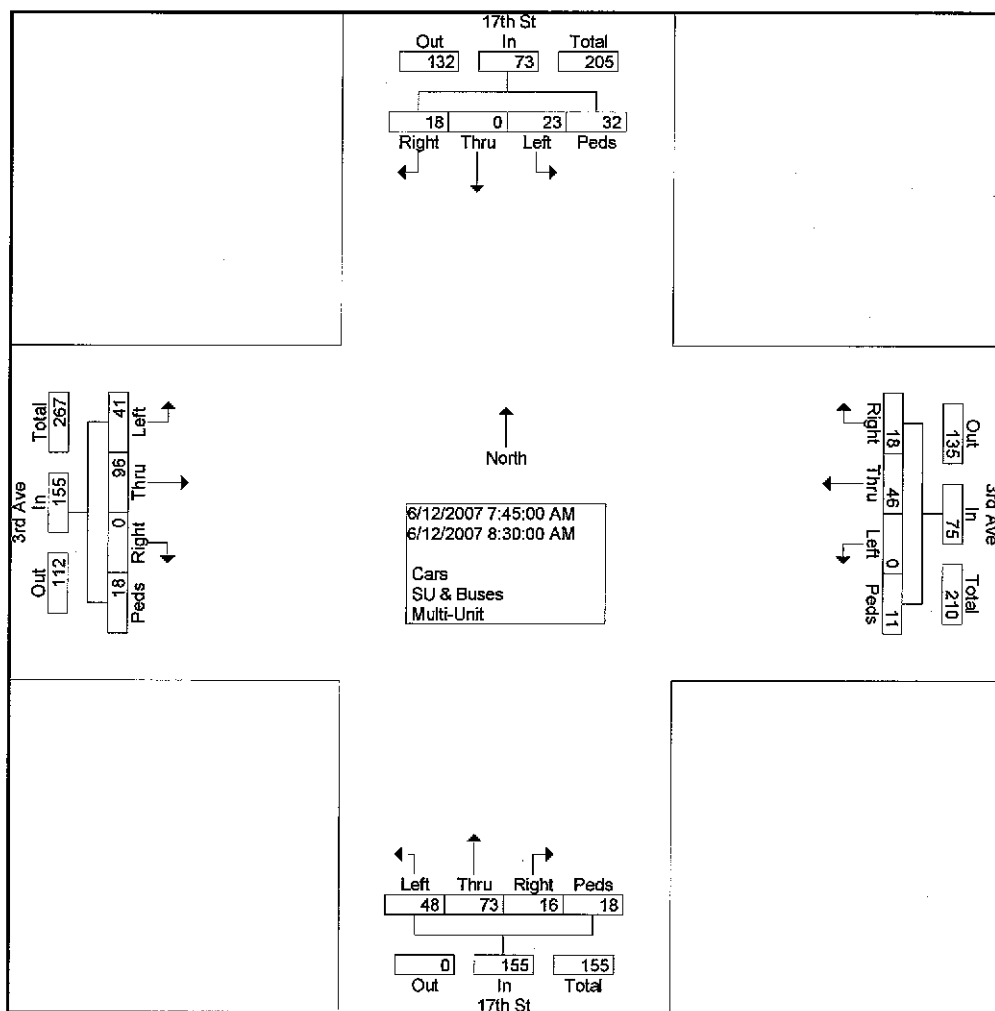 17th St
Out In Total
132 73 205
18 0 23 32
Right Thru Left Peds
3rd Ave
Total In Out
267 155 112
41 96 0 18
Left Thru Right Peds
North
6/12/2007 7:45:00 AM
6/12/2007 8:30:00 AM
Cars
SU & Buses
Multi-Unit
Right Thru Left Peds
18 46 0 11
Out In Total
135 75 210
3rd Ave
Left Thru Right Peds
48 73 16 18
0 155 155
Out In Total
17th St